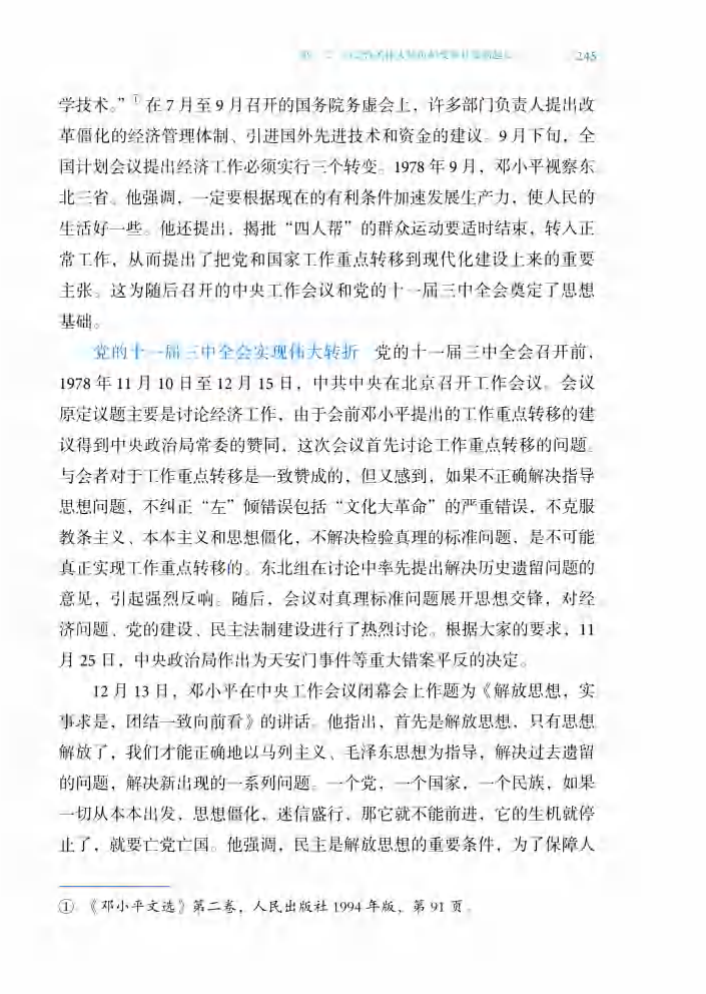 245
学技术。”① 在 7 月至 9 月召开的国务院务虚会上，许多部门负责人提出改
革僵化的经济管理体制、引进国外先进技术和资金的建议。9 月下旬，全
国计划会议提出经济工作必须实行三个转变。1978 年 9 月，邓小平视察东
北三省。他强调，一定要根据现在的有利条件加速发展生产力，使人民的
生活好一些。他还提出，揭批“四人帮”的群众运动要适时结束，转入正
常工作，从而提出了把党和国家工作重点转移到现代化建设上来的重要
主张。这为随后召开的中央工作会议和党的十一届三中全会奠定了思想
基础。
党的十一届三中全会实现伟大转折 党的十一届三中全会召开前，
1978 年 11 月 10 日至 12 月 15 日，中共中央在北京召开工作会议。会议
原定议题主要是讨论经济工作，由于会前邓小平提出的工作重点转移的建
议得到中央政治局常委的赞同，这次会议首先讨论工作重点转移的问题。
与会者对于工作重点转移是一致赞成的，但又感到，如果不正确解决指导
思想问题，不纠正“左”倾错误包括“文化大革命”的严重错误，不克服
教条主义、本本主义和思想僵化，不解决检验真理的标准问题，是不可能
真正实现工作重点转移的。东北组在讨论中率先提出解决历史遗留问题的
意见，引起强烈反响。随后，会议对真理标准问题展开思想交锋，对经
济问题、党的建设、民主法制建设进行了热烈讨论。根据大家的要求，11
月 25 日，中央政治局作出为天安门事件等重大错案平反的决定。
12 月 13 日，邓小平在中央工作会议闭幕会上作题为《解放思想，实
事求是，团结一致向前看》的讲话。他指出，首先是解放思想，只有思想
解放了，我们才能正确地以马列主义、毛泽东思想为指导，解决过去遗留
的问题，解决新出现的一系列问题。一个党，一个国家，一个民族，如果
一切从本本出发，思想僵化，迷信盛行，那它就不能前进，它的生机就停
止了，就要亡党亡国。他强调，民主是解放思想的重要条件，为了保障人
① 《邓小平文选》第二卷，人民出版社 1994 年版，第 91 页。